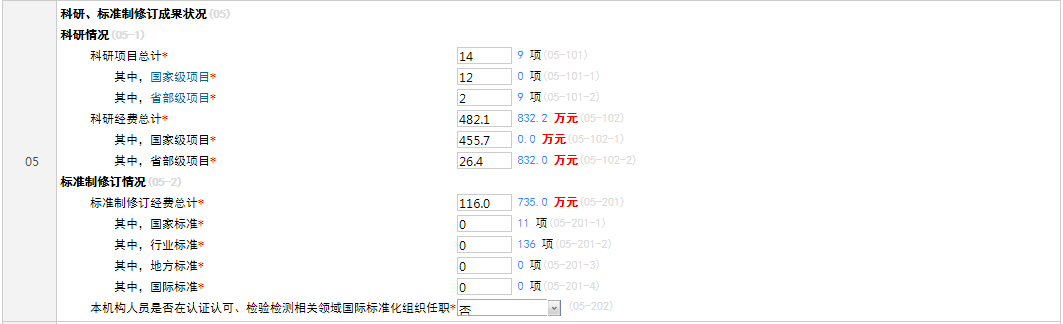 科研、标准制修订成果状况(05)
科研情况(05-1)
科研项目总计* 14 9 项(05-101)
其中，国家级项目* 12 0 项(05-101-1)
其中，省部级项目* 2 9 项(05-101-2)
科研经费总计* 482.1 832.2 万元(05-102)
其中，国家级项目* 455.7 0.0 万元(05-102-1)
05 其中，省部级项目* 26.4 832.0 万元(05-102-2)
标准制修订情况(05-2)
标准制修订经费总计* 116.0 735.0 万元(05-201)
其中，国家标准* 0 11 项(05-201-1)
其中，行业标准* 0 136 项(05-201-2)
其中，地方标准* 0 0 项(05-201-3)
其中，国际标准* 0 0 项(05-201-4)
本机构人员是否在认证认可、检验检测相关领域国际标准化组织任职* 否 (05-202)